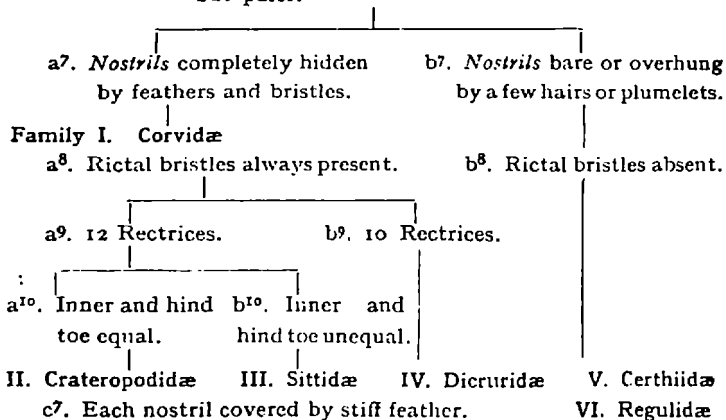 a⁷. Nostrils completely hidden b⁷. Nostrils bare or overhung
by feathers and bristles. by a few hairs or plumelets.
Family I. Corvidæ
a⁸. Rictal bristles always present. b⁸. Rictal bristles absent.
a⁹. 12 Rectrices. b⁹. 10 Rectrices.
a¹⁰. Inner and hind b¹⁰. Inner and
toe equal. hind toe unequal.
II. Crateropodidæ III. Sittidæ IV. Dicruridæ V. Certhiidæ
c⁷. Each nostril covered by stiff feather. VI. Regulidæ